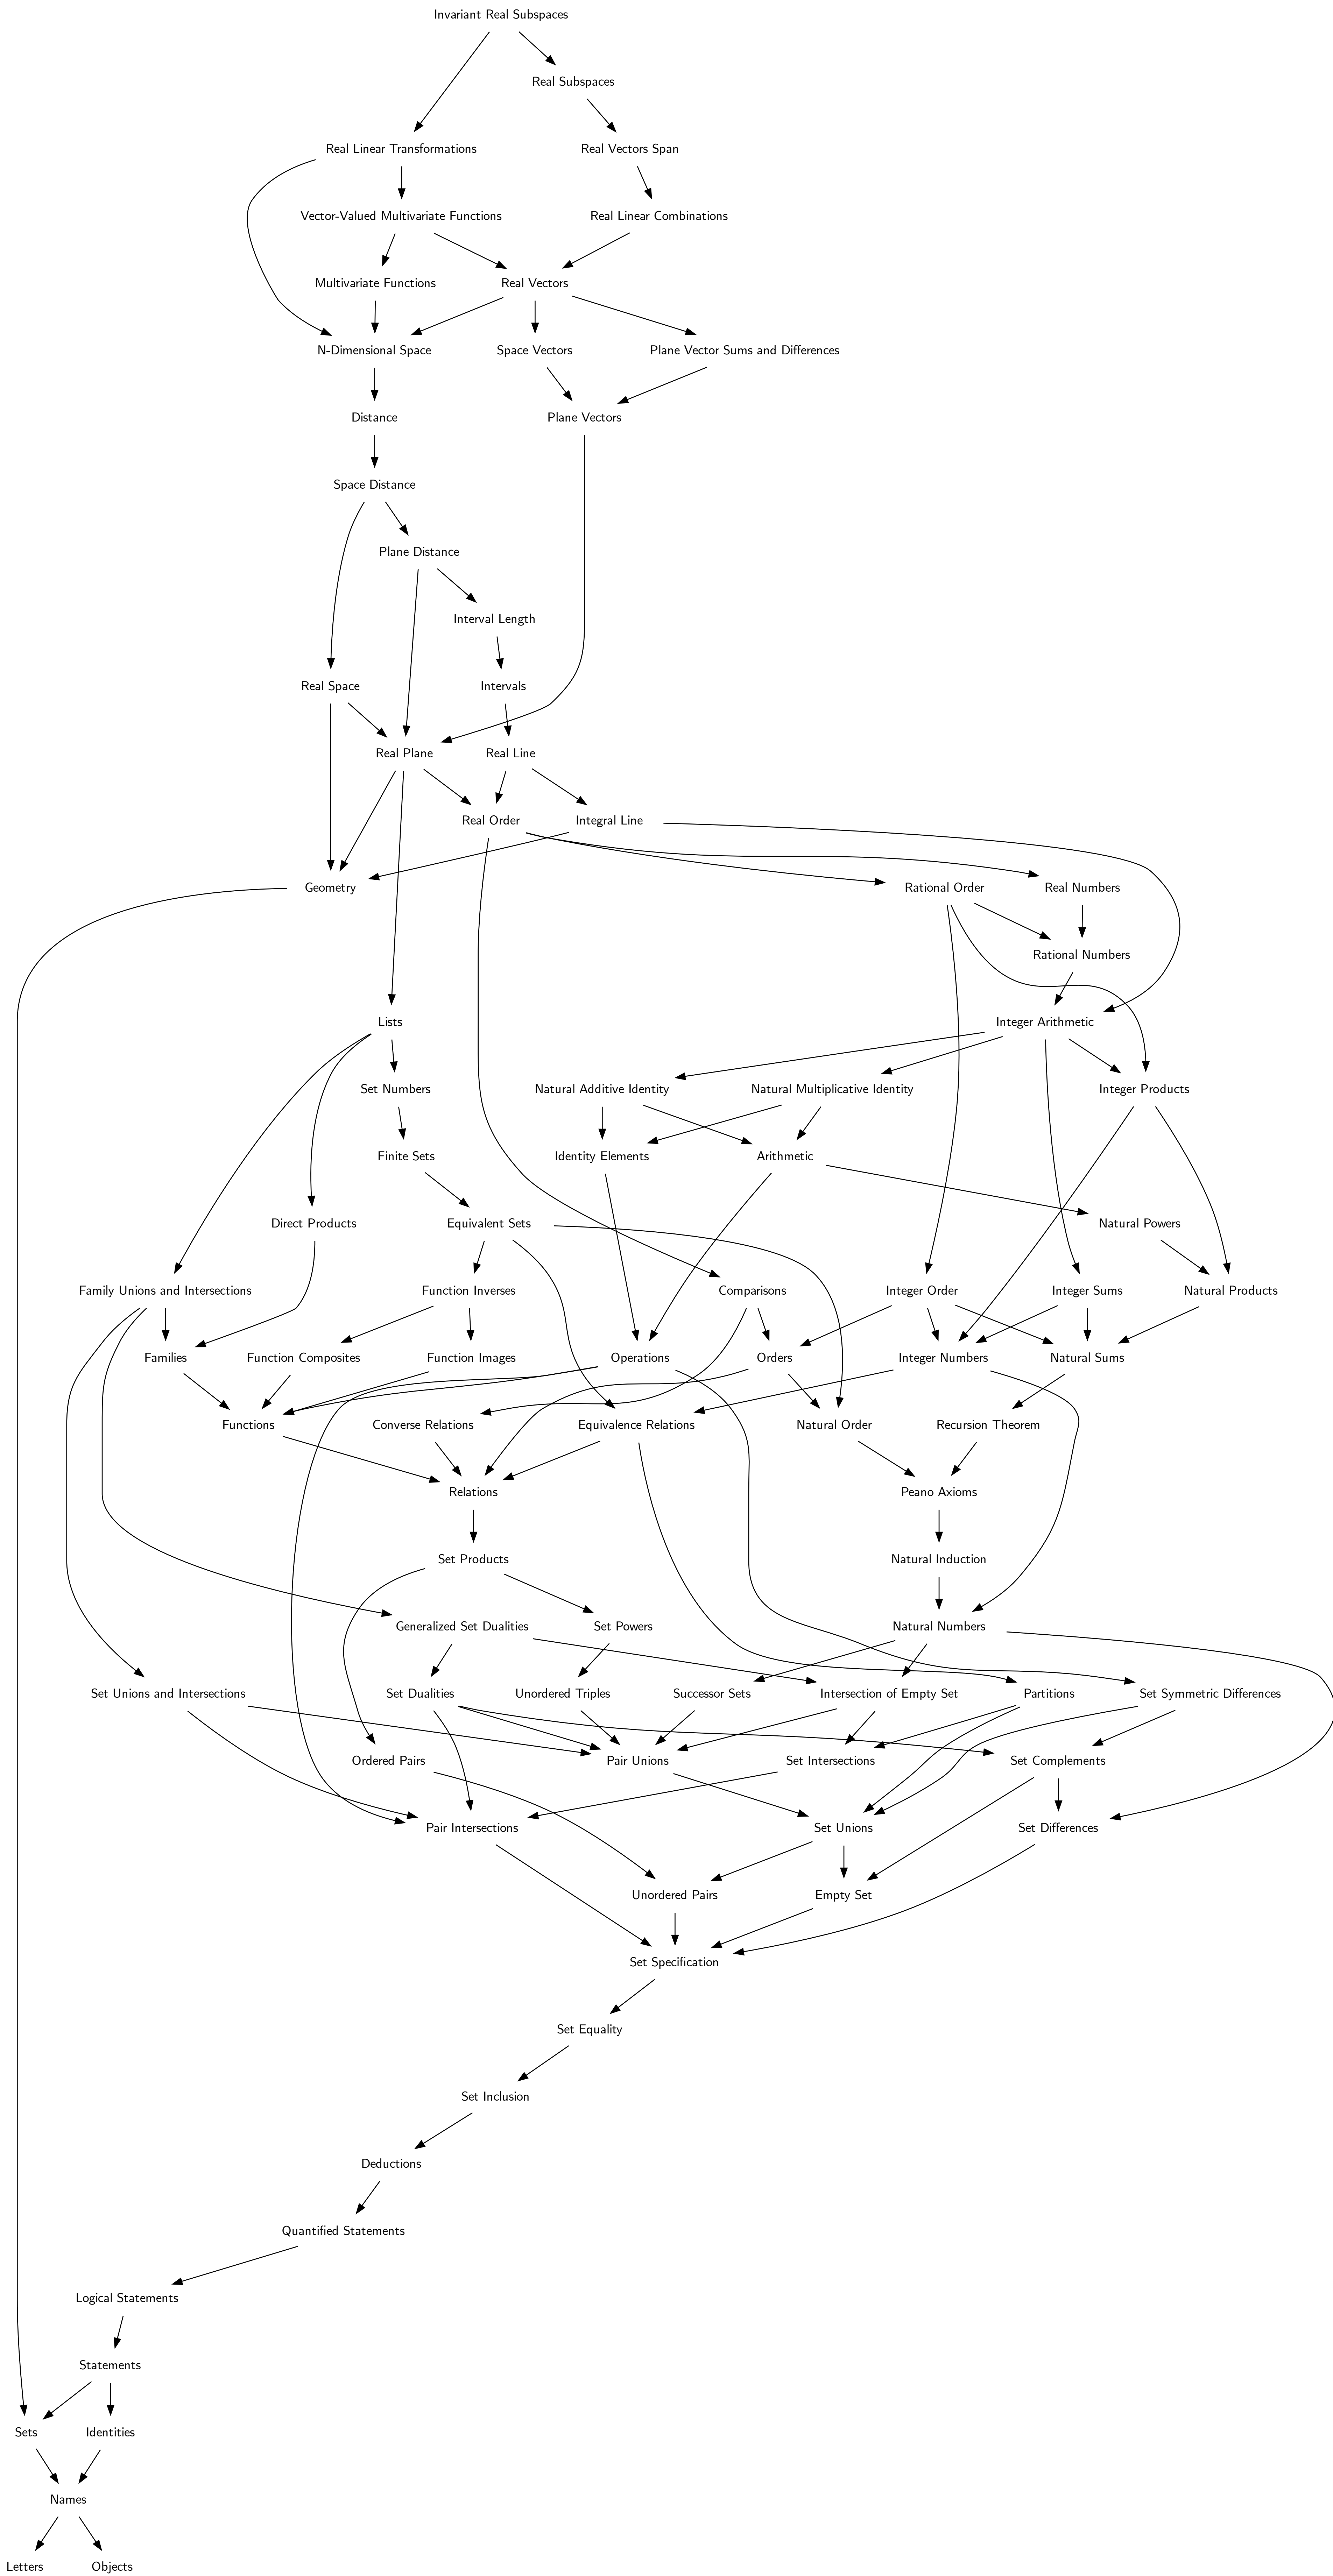 Invariant Real Subspaces
Real Subspaces
Real Linear Transformations
Real Vectors Span
Vector-Valued Multivariate Functions
Real Linear Combinations
Multivariate Functions
Real Vectors
N-Dimensional Space
Space Vectors
Plane Vector Sums and Differences
Distance
Plane Vectors
Space Distance
Plane Distance
Interval Length
Real Space
Intervals
Real Plane
Real Line
Real Order
Integral Line
Geometry
Rational Order
Real Numbers
Rational Numbers
Lists
Integer Arithmetic
Set Numbers
Natural Additive Identity
Natural Multiplicative Identity
Integer Products
Finite Sets
Identity Elements
Arithmetic
Direct Products
Equivalent Sets
Natural Powers
Family Unions and Intersections
Function Inverses
Comparisons
Integer Order
Integer Sums
Natural Products
Families
Function Composites
Function Images
Operations
Orders
Integer Numbers
Natural Sums
Functions
Converse Relations
Equivalence Relations
Natural Order
Recursion Theorem
Relations
Peano Axioms
Set Products
Natural Induction
Generalized Set Dualities
Set Powers
Natural Numbers
Set Unions and Intersections
Set Dualities
Unordered Triples
Successor Sets
Intersection of Empty Set
Partitions
Set Symmetric Differences
Ordered Pairs
Pair Unions
Set Intersections
Set Complements
Pair Intersections
Set Unions
Set Differences
Unordered Pairs
Empty Set
Set Specification
Set Equality
Set Inclusion
Deductions
Quantified Statements
Logical Statements
Statements
Sets
Identities
Names
Letters
Objects